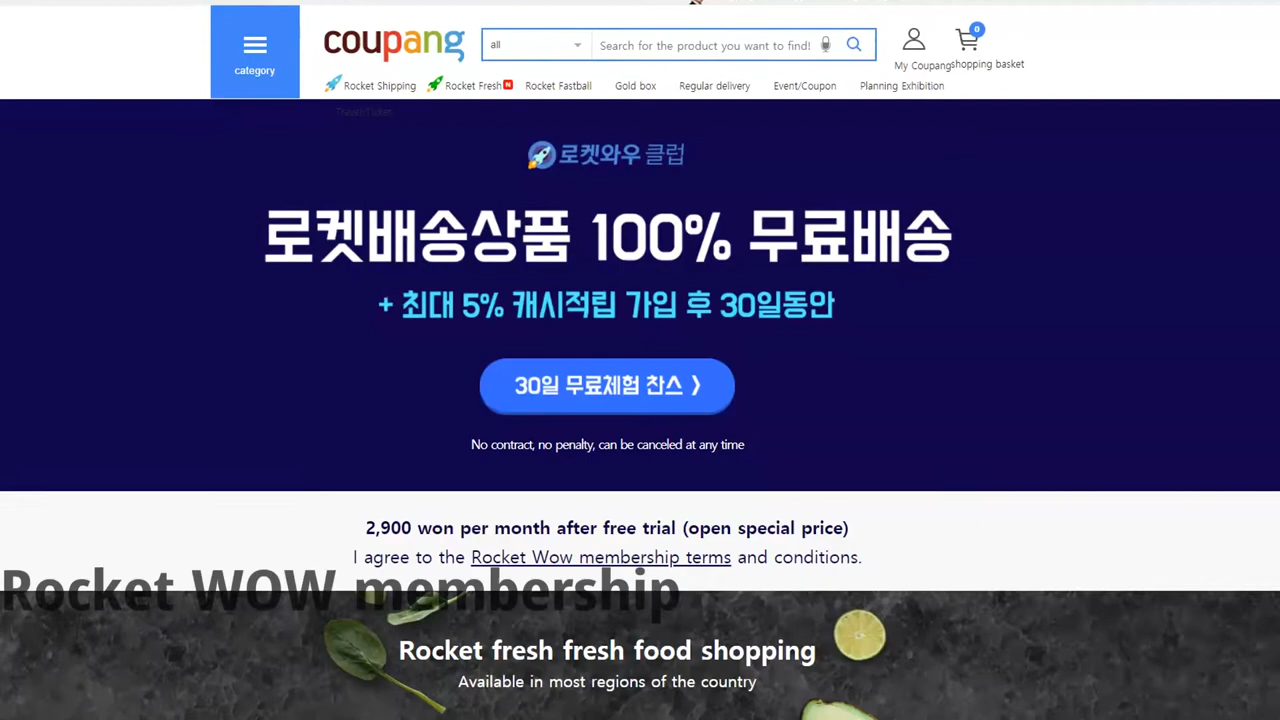 coupang
all
Search for the product you want to find!
0
category
My Coupang
shopping basket
Rocket Shipping
Rocket Fresh N
Rocket Fastball
Gold box
Regular delivery
Event/Coupon
Planning Exhibition
Travel/Ticket
로켓와우 클럽
로켓배송상품 100% 무료배송
+ 최대 5% 캐시적립 가입 후 30일동안
30일 무료체험 찬스 >
No contract, no penalty, can be canceled at any time
2,900 won per month after free trial (open special price)
I agree to the Rocket Wow membership terms and conditions.
Rocket WOW membership
Rocket fresh fresh food shopping
Available in most regions of the country